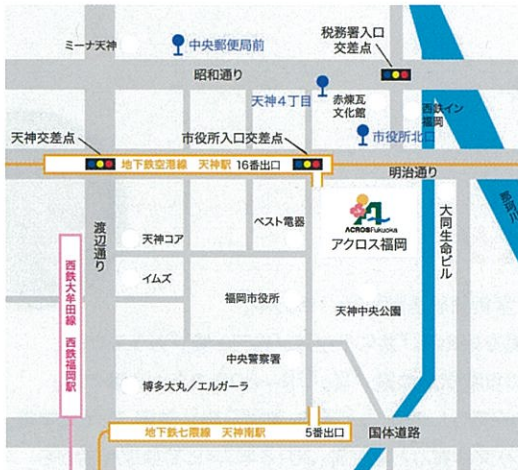 ミーナ天神
中央郵便局前
税務署入口
交差点
昭和通り
天神4丁目
赤煉瓦
文化館
西鉄イン
福岡
市役所北口
天神交差点
市役所入口交差点
地下鉄空港線 天神駅 16番出口
明治通り
那珂川
渡辺通り
ベスト電器
ACROS Fukuoka
アクロス福岡
大同生命ビル
天神コア
イムズ
西鉄大牟田線 西鉄福岡駅
福岡市役所
天神中央公園
中央警察署
博多大丸/エルガーラ
地下鉄七隈線 天神南駅 5番出口
国体道路